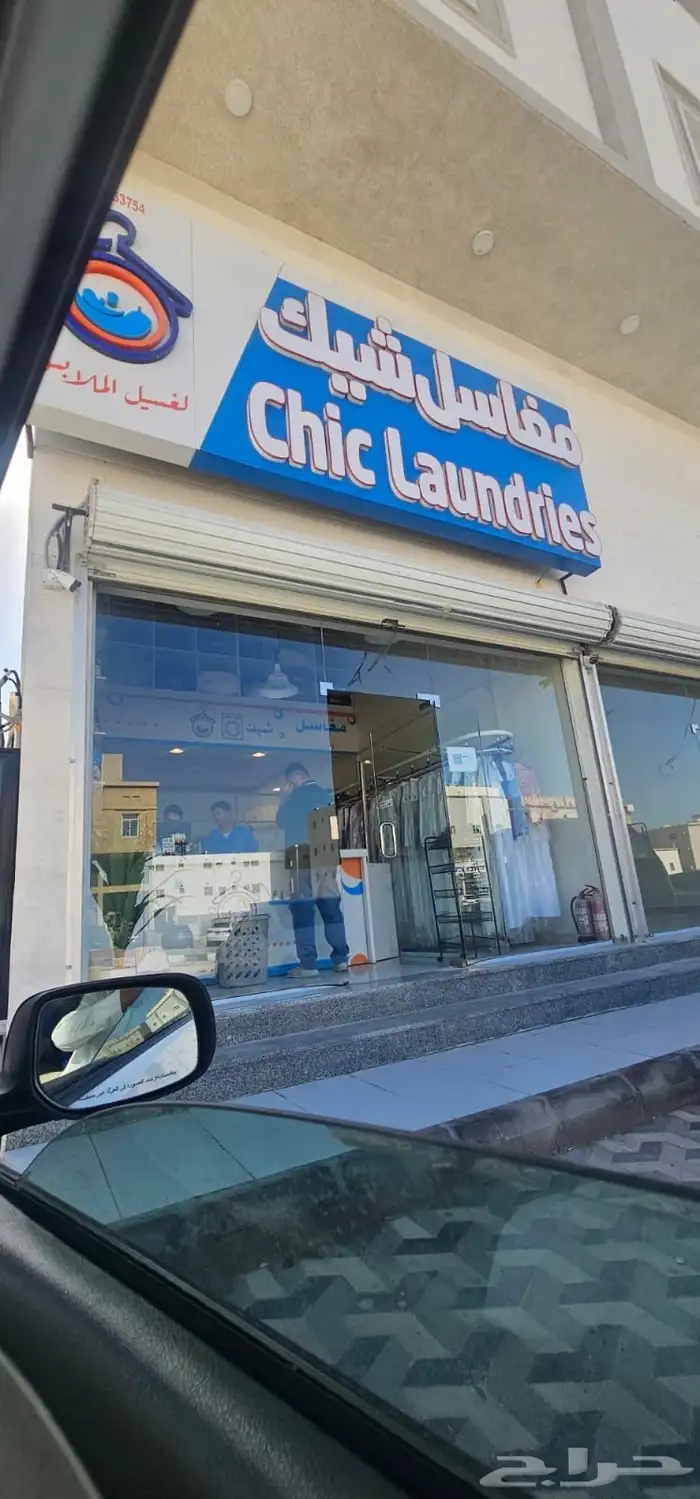 53754
مغاسل شيك
Chic Laundries
لغسيل الملابس
مغاسل شيك
حراج